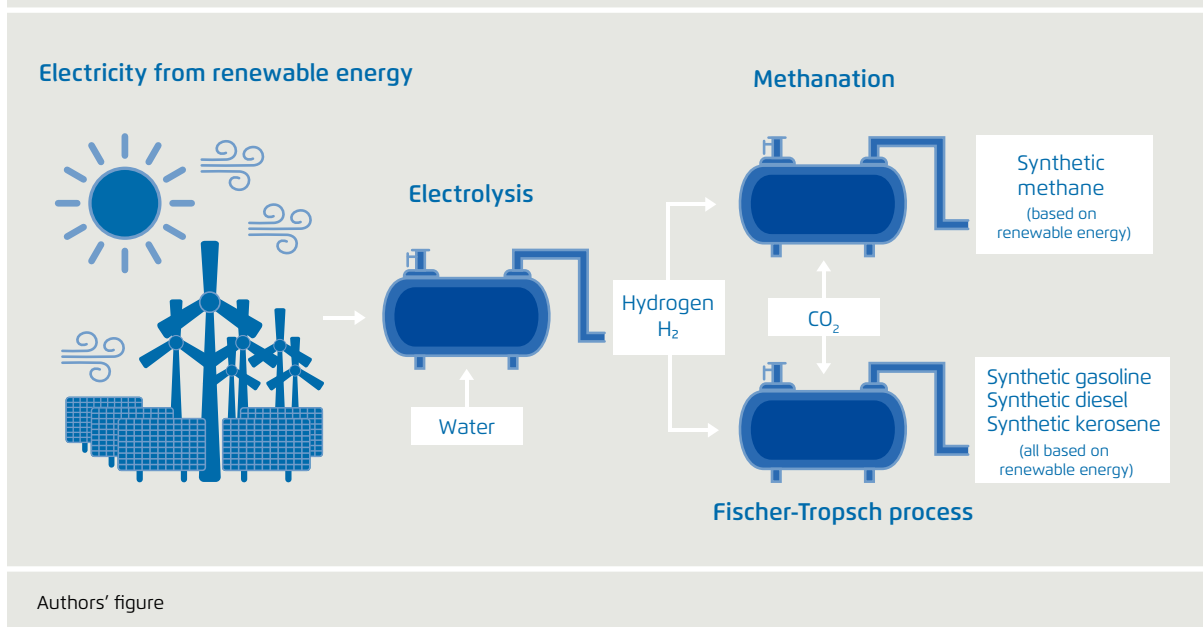 Electricity from renewable energy
Methanation
Synthetic
methane
(based on
renewable energy)
Electrolysis
Hydrogen
H₂
CO₂
Water
Synthetic gasoline
Synthetic diesel
Synthetic kerosene
(all based on
renewable energy)
Fischer-Tropsch process
Authors’ figure